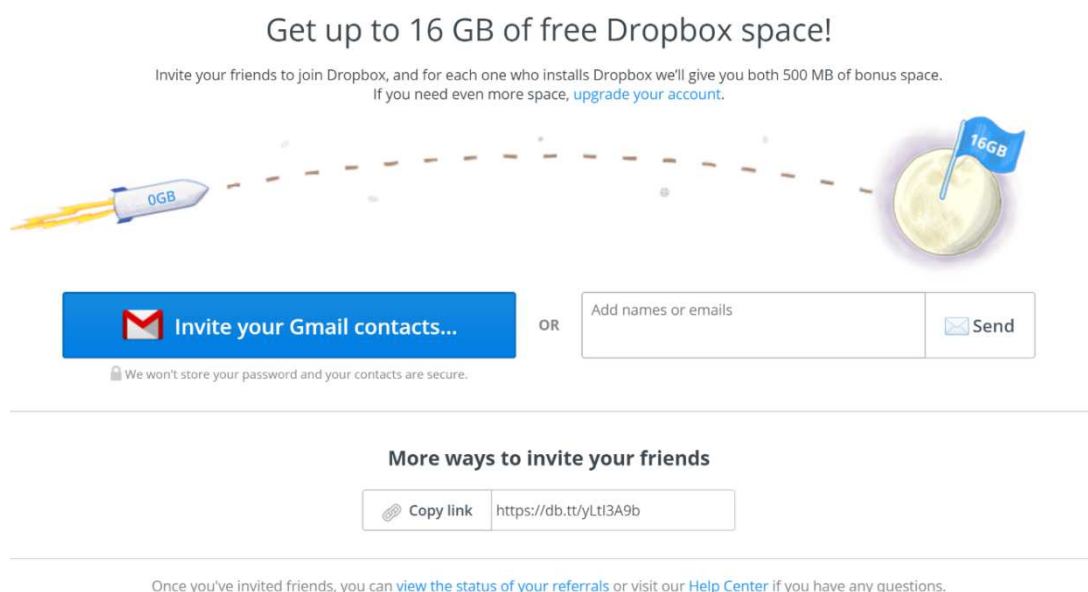 Get up to 16 GB of free Dropbox space!
Invite your friends to join Dropbox, and for each one who installs Dropbox we'll give you both 500 MB of bonus space.
If you need even more space, upgrade your account.
16GB
0GB
Invite your Gmail contacts...
OR
Add names or emails
Send
We won't store your password and your contacts are secure.
More ways to invite your friends
Copy link
https://db.tt/yLtI3A9b
Once you've invited friends, you can view the status of your referrals or visit our Help Center if you have any questions.